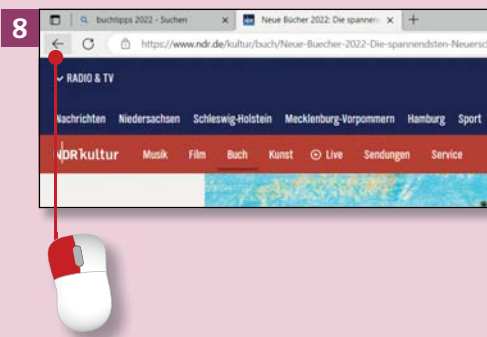 8
buchtipps 2022 - Suchen
Neue Bücher 2022: Die spannen
https://www.ndr.de/kultur/buch/Neue-Buecher-2022-Die-spannendsten-Neuersc
RADIO & TV
Nachrichten Niedersachsen Schleswig-Holstein Mecklenburg-Vorpommern Hamburg Sport
NDR kultur Musik Film Buch Kunst Live Sendungen Service